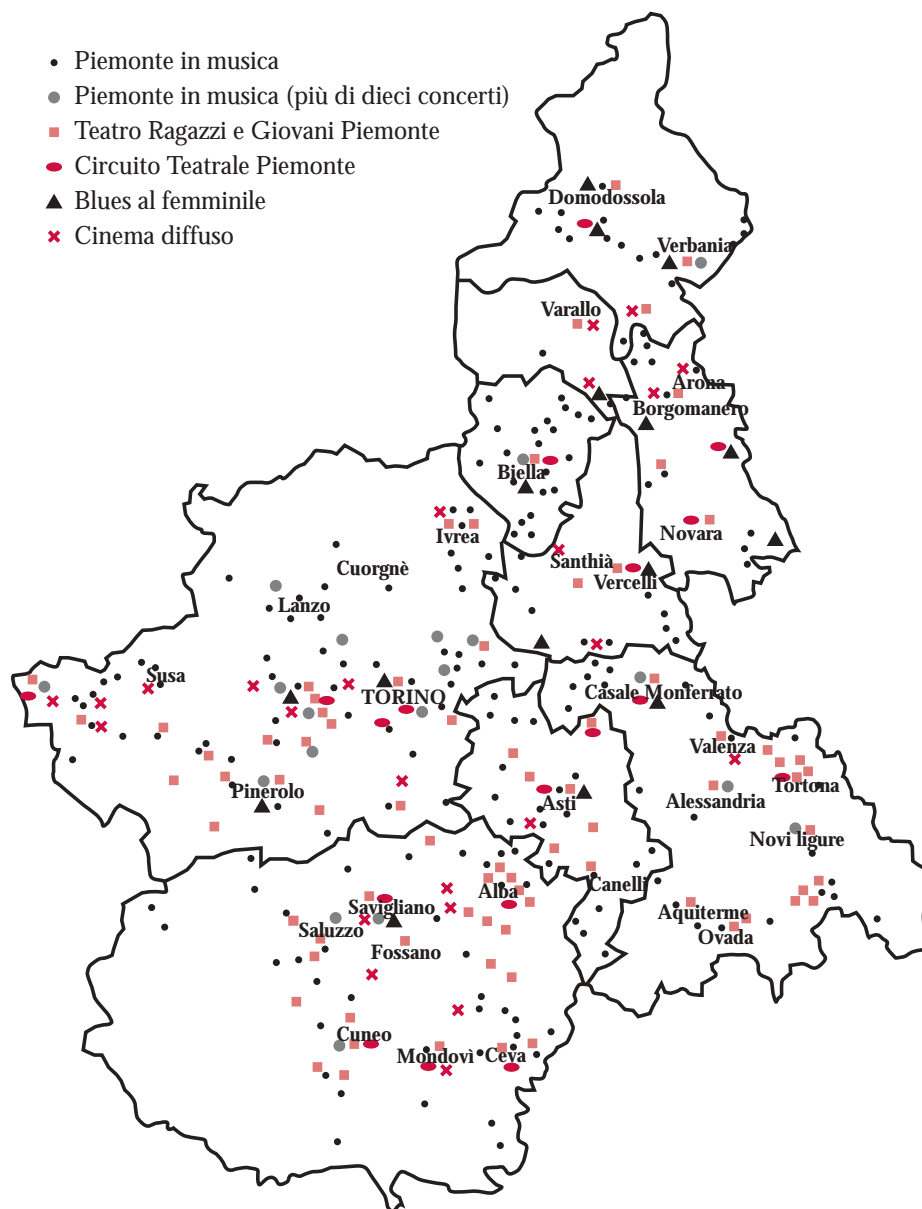 Piemonte in musica
Piemonte in musica (più di dieci concerti)
Teatro Ragazzi e Giovani Piemonte
Circuito Teatrale Piemonte
Blues al femminile
Cinema diffuso
Domodossola
Verbania
Varallo
Arona
Borgomanero
Biella
Novara
Ivrea
Santhià
Vercelli
Cuorgnè
Lanzo
Susa
TORINO
Casale Monferrato
Valenza
Pinerolo
Asti
Alessandria
Tortona
Novi ligure
Canelli
Alba
Savigliano
Saluzzo
Fossano
Aquiterme
Ovada
Cuneo
Mondovì
Ceva